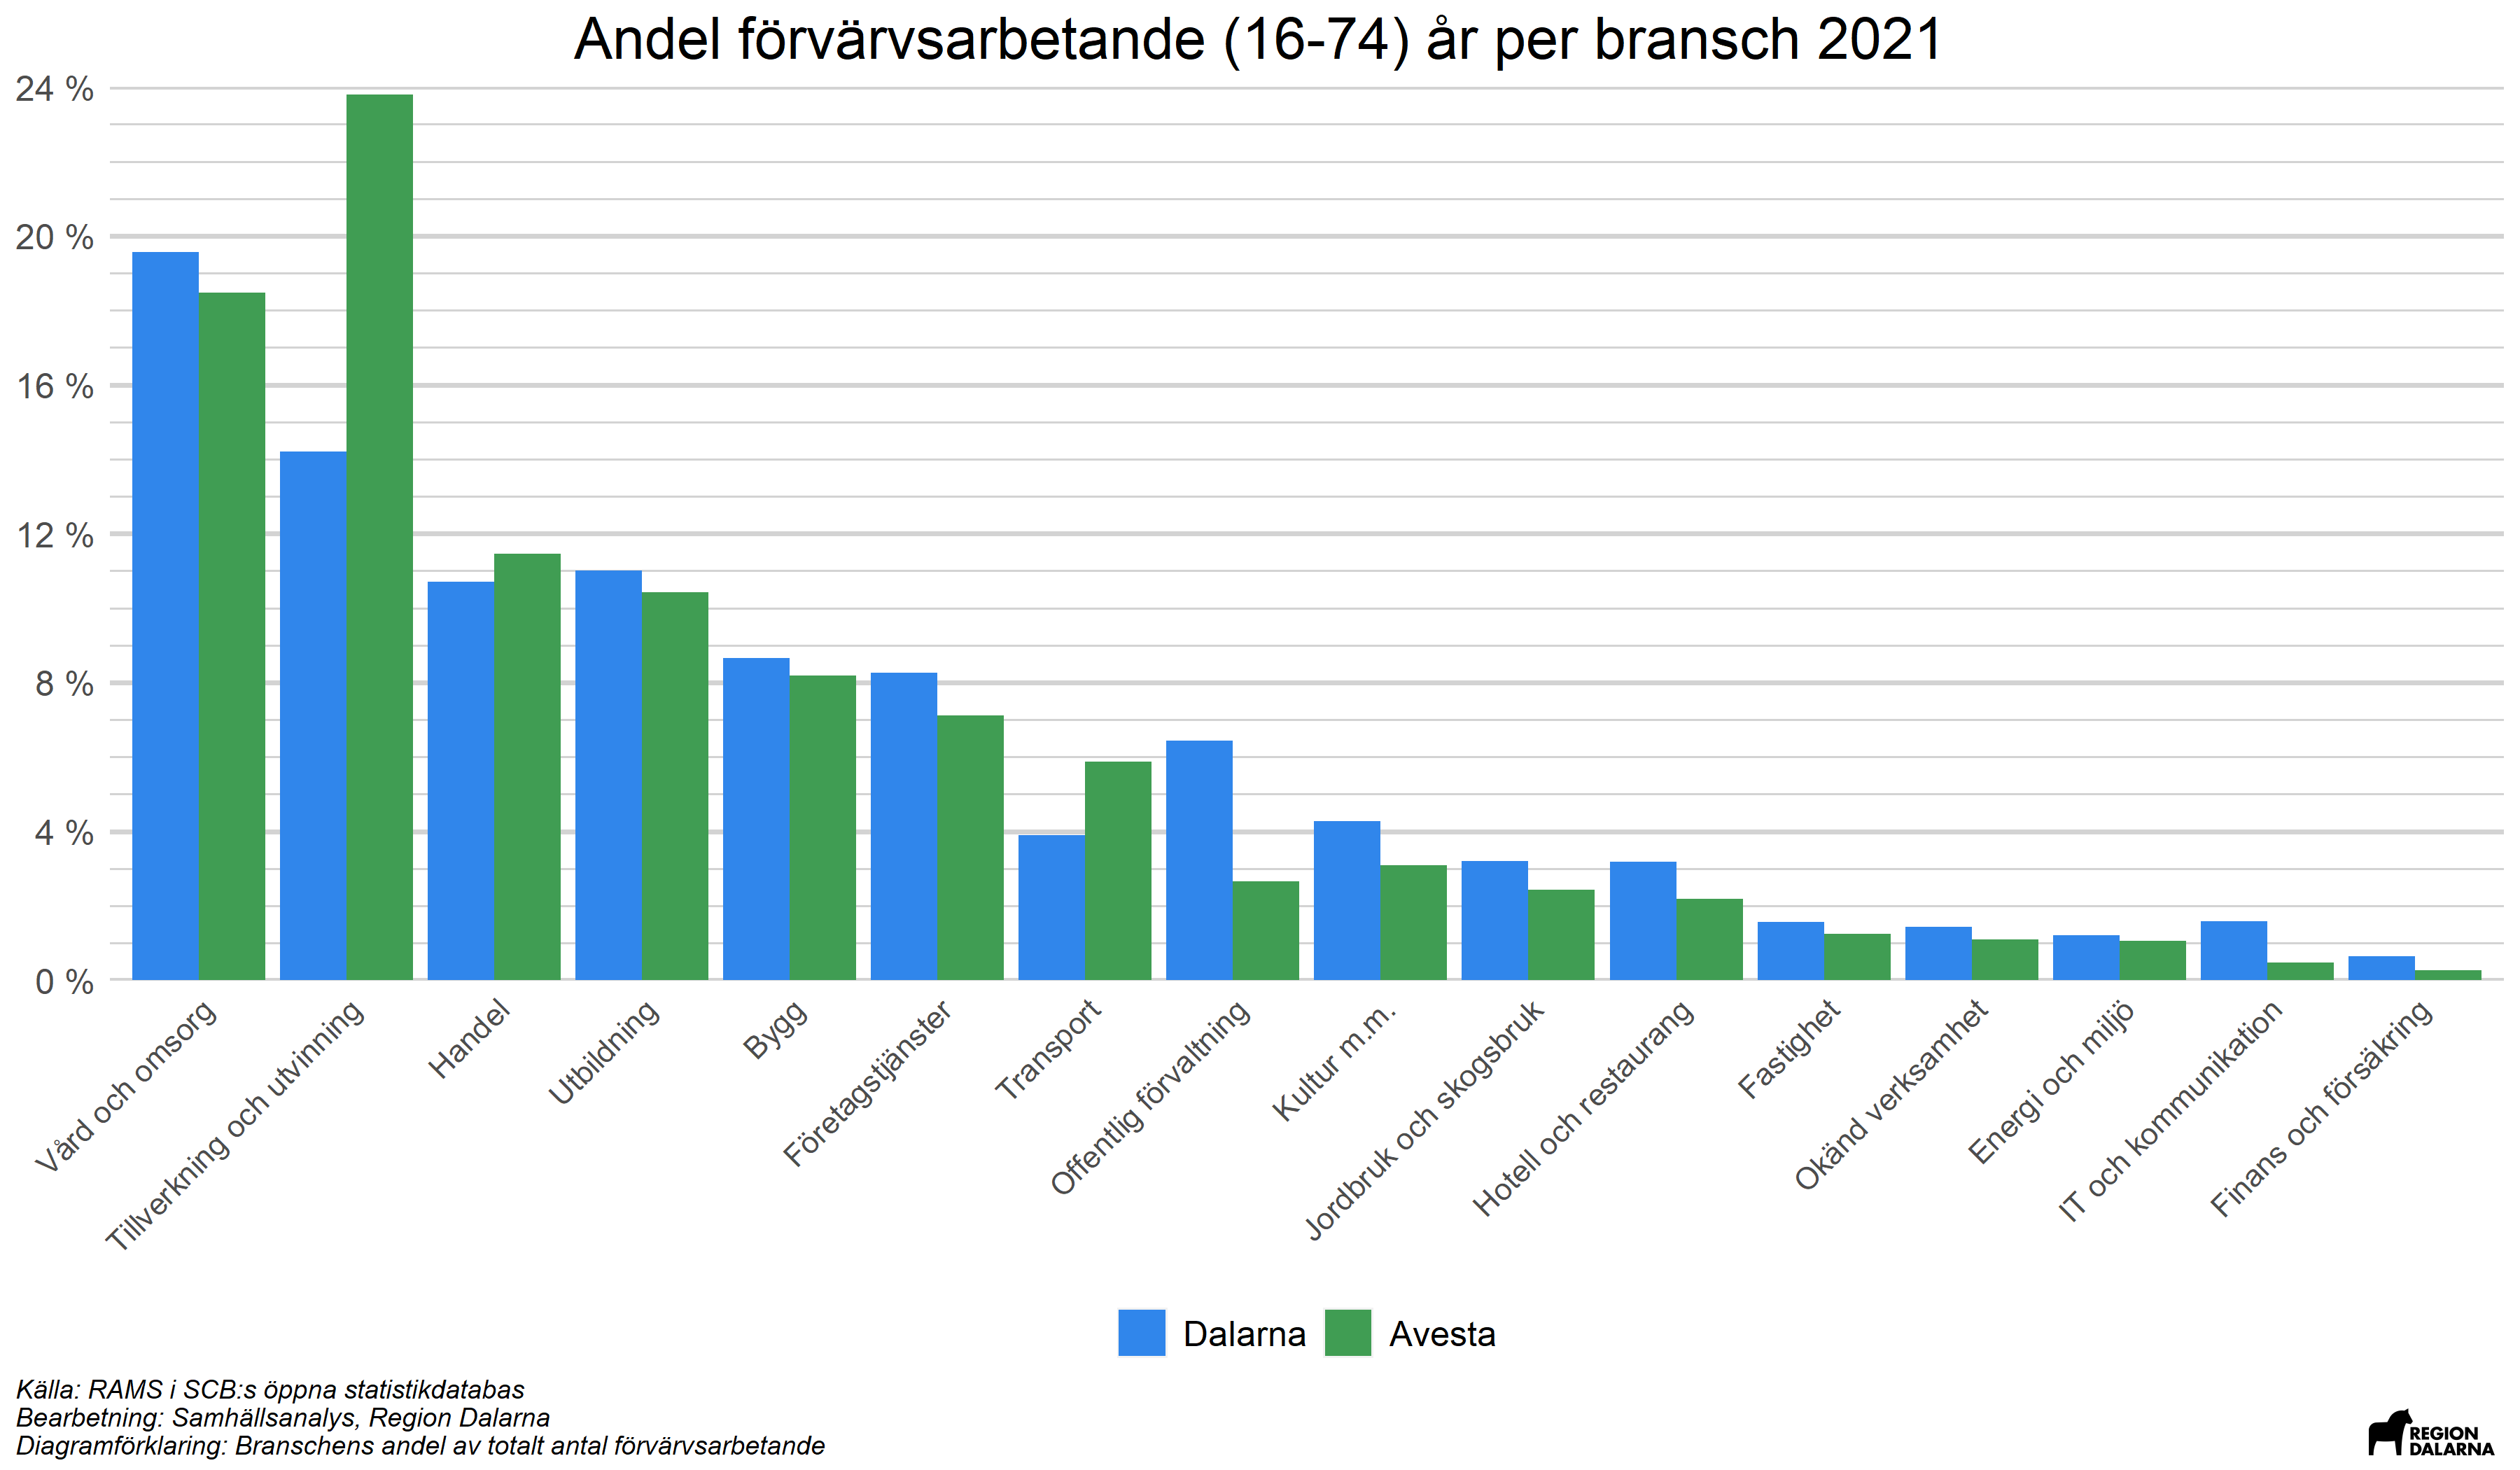 Andel förvärvsarbetande (16-74) år per bransch 2021
24 %
20 %
16 %
12 %
8 %
4 %
0 %
Vård och omsorg
Tillverkning och utvinning
Handel
Utbildning
Bygg
Företagstjänster
Transport
Offentlig förvaltning
Kultur m.m.
Jordbruk och skogsbruk
Hotell och restaurang
Fastighet
Okänd verksamhet
Energi och miljö
IT och kommunikation
Finans och försäkring
Dalarna
Avesta
Källa: RAMS i SCB:s öppna statistikdatabas
Bearbetning: Samhällsanalys, Region Dalarna
Diagramförklaring: Branschens andel av totalt antal förvärvsarbetande
REGION
DALARNA